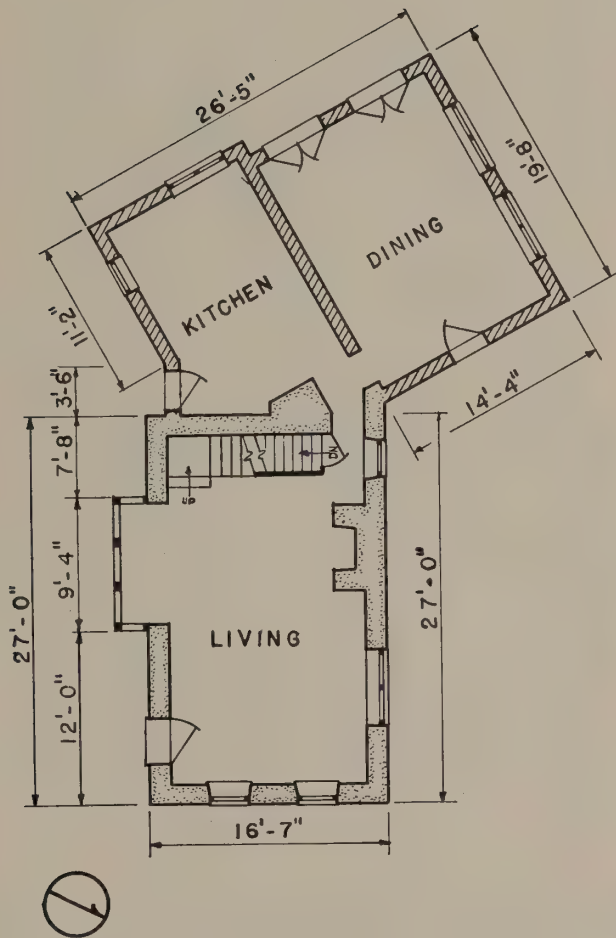 26'-5"
19'-8"
DINING
KITCHEN
11'-2"
3'-6"
14'-4"
7'-8"
DN
UP
9'-4"
27'-0"
27'-0"
LIVING
12'-0"
16'-7"